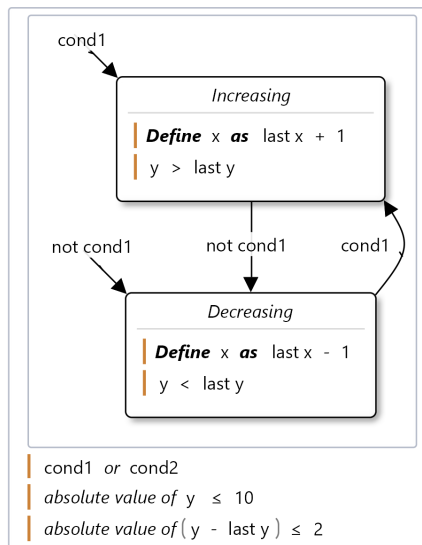 cond1
Increasing
Define x as last x + 1
y > last y
not cond1
not cond1
cond1
Decreasing
Define x as last x - 1
y < last y
cond1 or cond2
absolute value of y ≤ 10
absolute value of ( y - last y ) ≤ 2